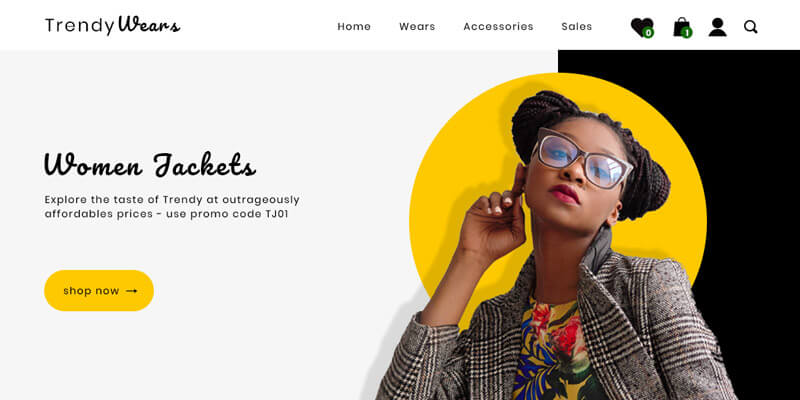 Trendy Wears
Home Wears Accessories Sales
0 1
Women Jackets
Explore the taste of Trendy at outrageously
affordables prices - use promo code TJ01
shop now →